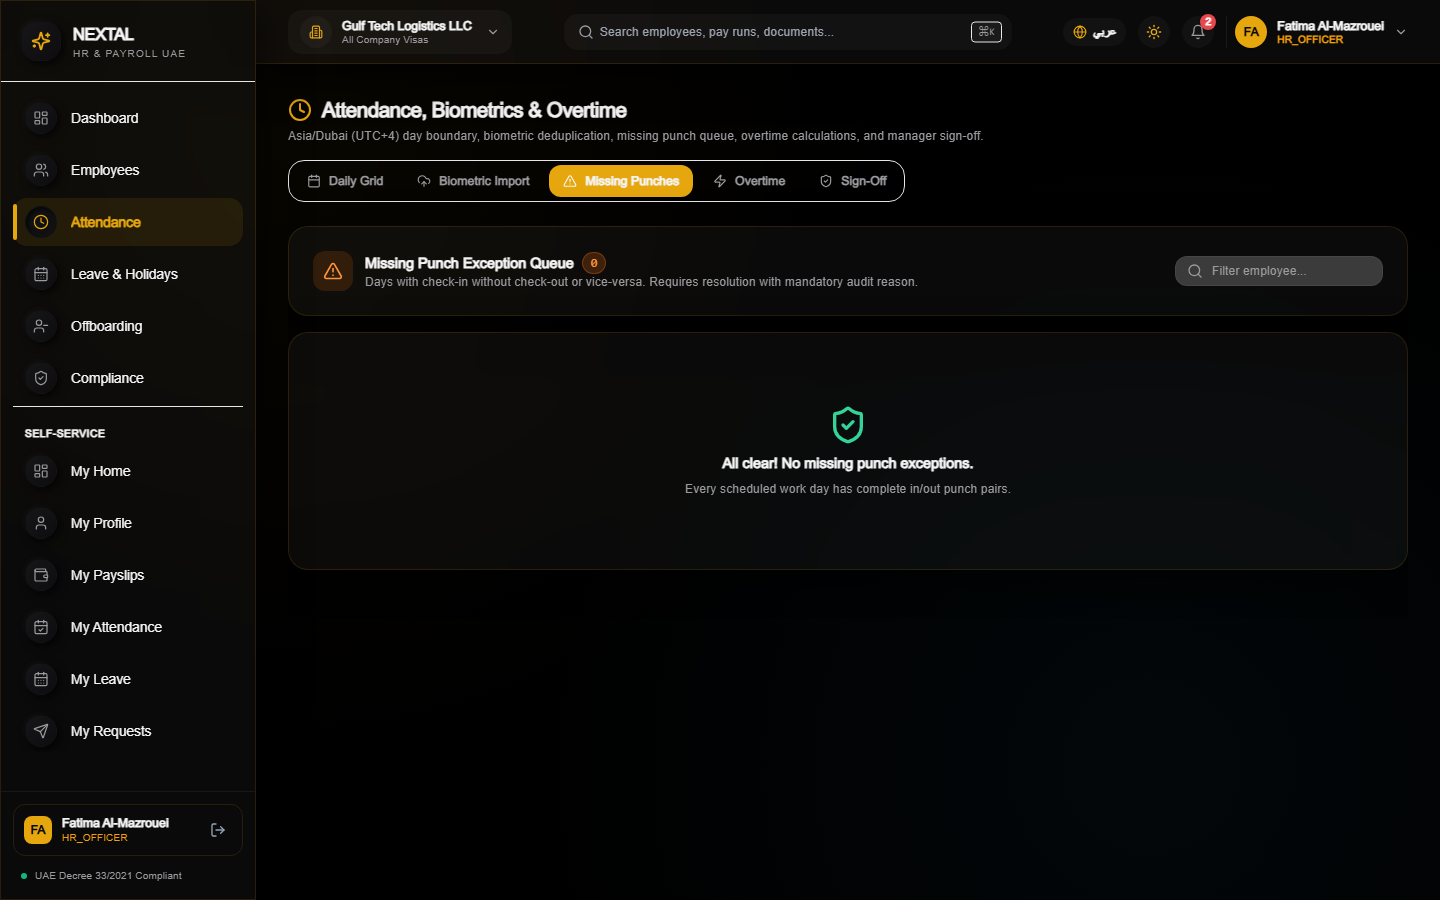 NEXTAL
HR & PAYROLL UAE
Dashboard
Employees
Attendance
Leave & Holidays
Offboarding
Compliance
SELF-SERVICE
My Home
My Profile
My Payslips
My Attendance
My Leave
My Requests
FA
Fatima Al-Mazrouei
HR_OFFICER
UAE Decree 33/2021 Compliant
Gulf Tech Logistics LLC
All Company Visas
Search employees, pay runs, documents...
⌘K
عربي
2
FA
Fatima Al-Mazrouei
HR_OFFICER
Attendance, Biometrics & Overtime
Asia/Dubai (UTC+4) day boundary, biometric deduplication, missing punch queue, overtime calculations, and manager sign-off.
Daily Grid
Biometric Import
Missing Punches
Overtime
Sign-Off
Missing Punch Exception Queue 0
Days with check-in without check-out or vice-versa. Requires resolution with mandatory audit reason.
Filter employee...
All clear! No missing punch exceptions.
Every scheduled work day has complete in/out punch pairs.